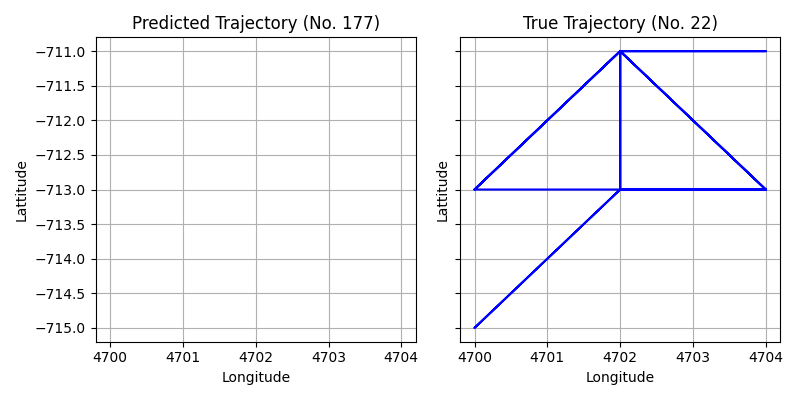 Predicted Trajectory (No. 177)
True Trajectory (No. 22)
−711.0
−711.5
−712.0
−712.5
−713.0
−713.5
−714.0
−714.5
−715.0
Lattitude
Lattitude
4700 4701 4702 4703 4704
4700 4701 4702 4703 4704
Longitude
Longitude